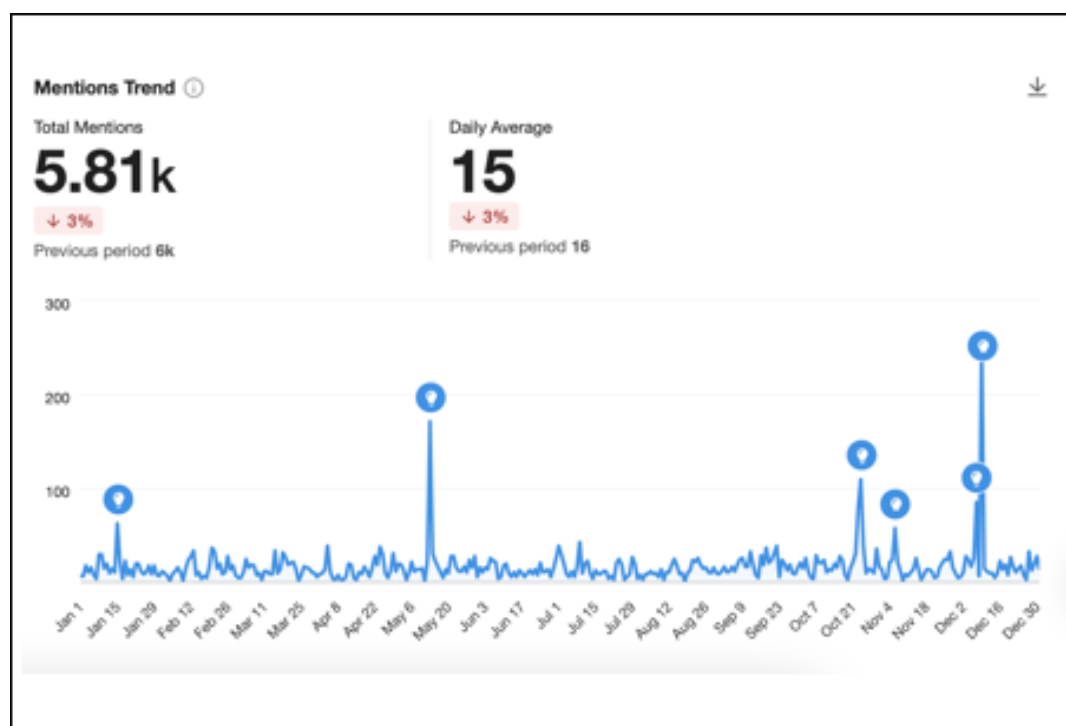 Mentions Trend
Total Mentions
5.81k
↓ 3%
Previous period 6k
Daily Average
15
↓ 3%
Previous period 16
300
200
100
Jan 1
Jan 15
Jan 29
Feb 12
Feb 26
Mar 11
Mar 25
Apr 8
Apr 22
May 6
May 20
Jun 3
Jun 17
Jul 1
Jul 15
Jul 29
Aug 12
Aug 26
Sep 9
Sep 23
Oct 7
Oct 21
Nov 4
Nov 18
Dec 2
Dec 16
Dec 30